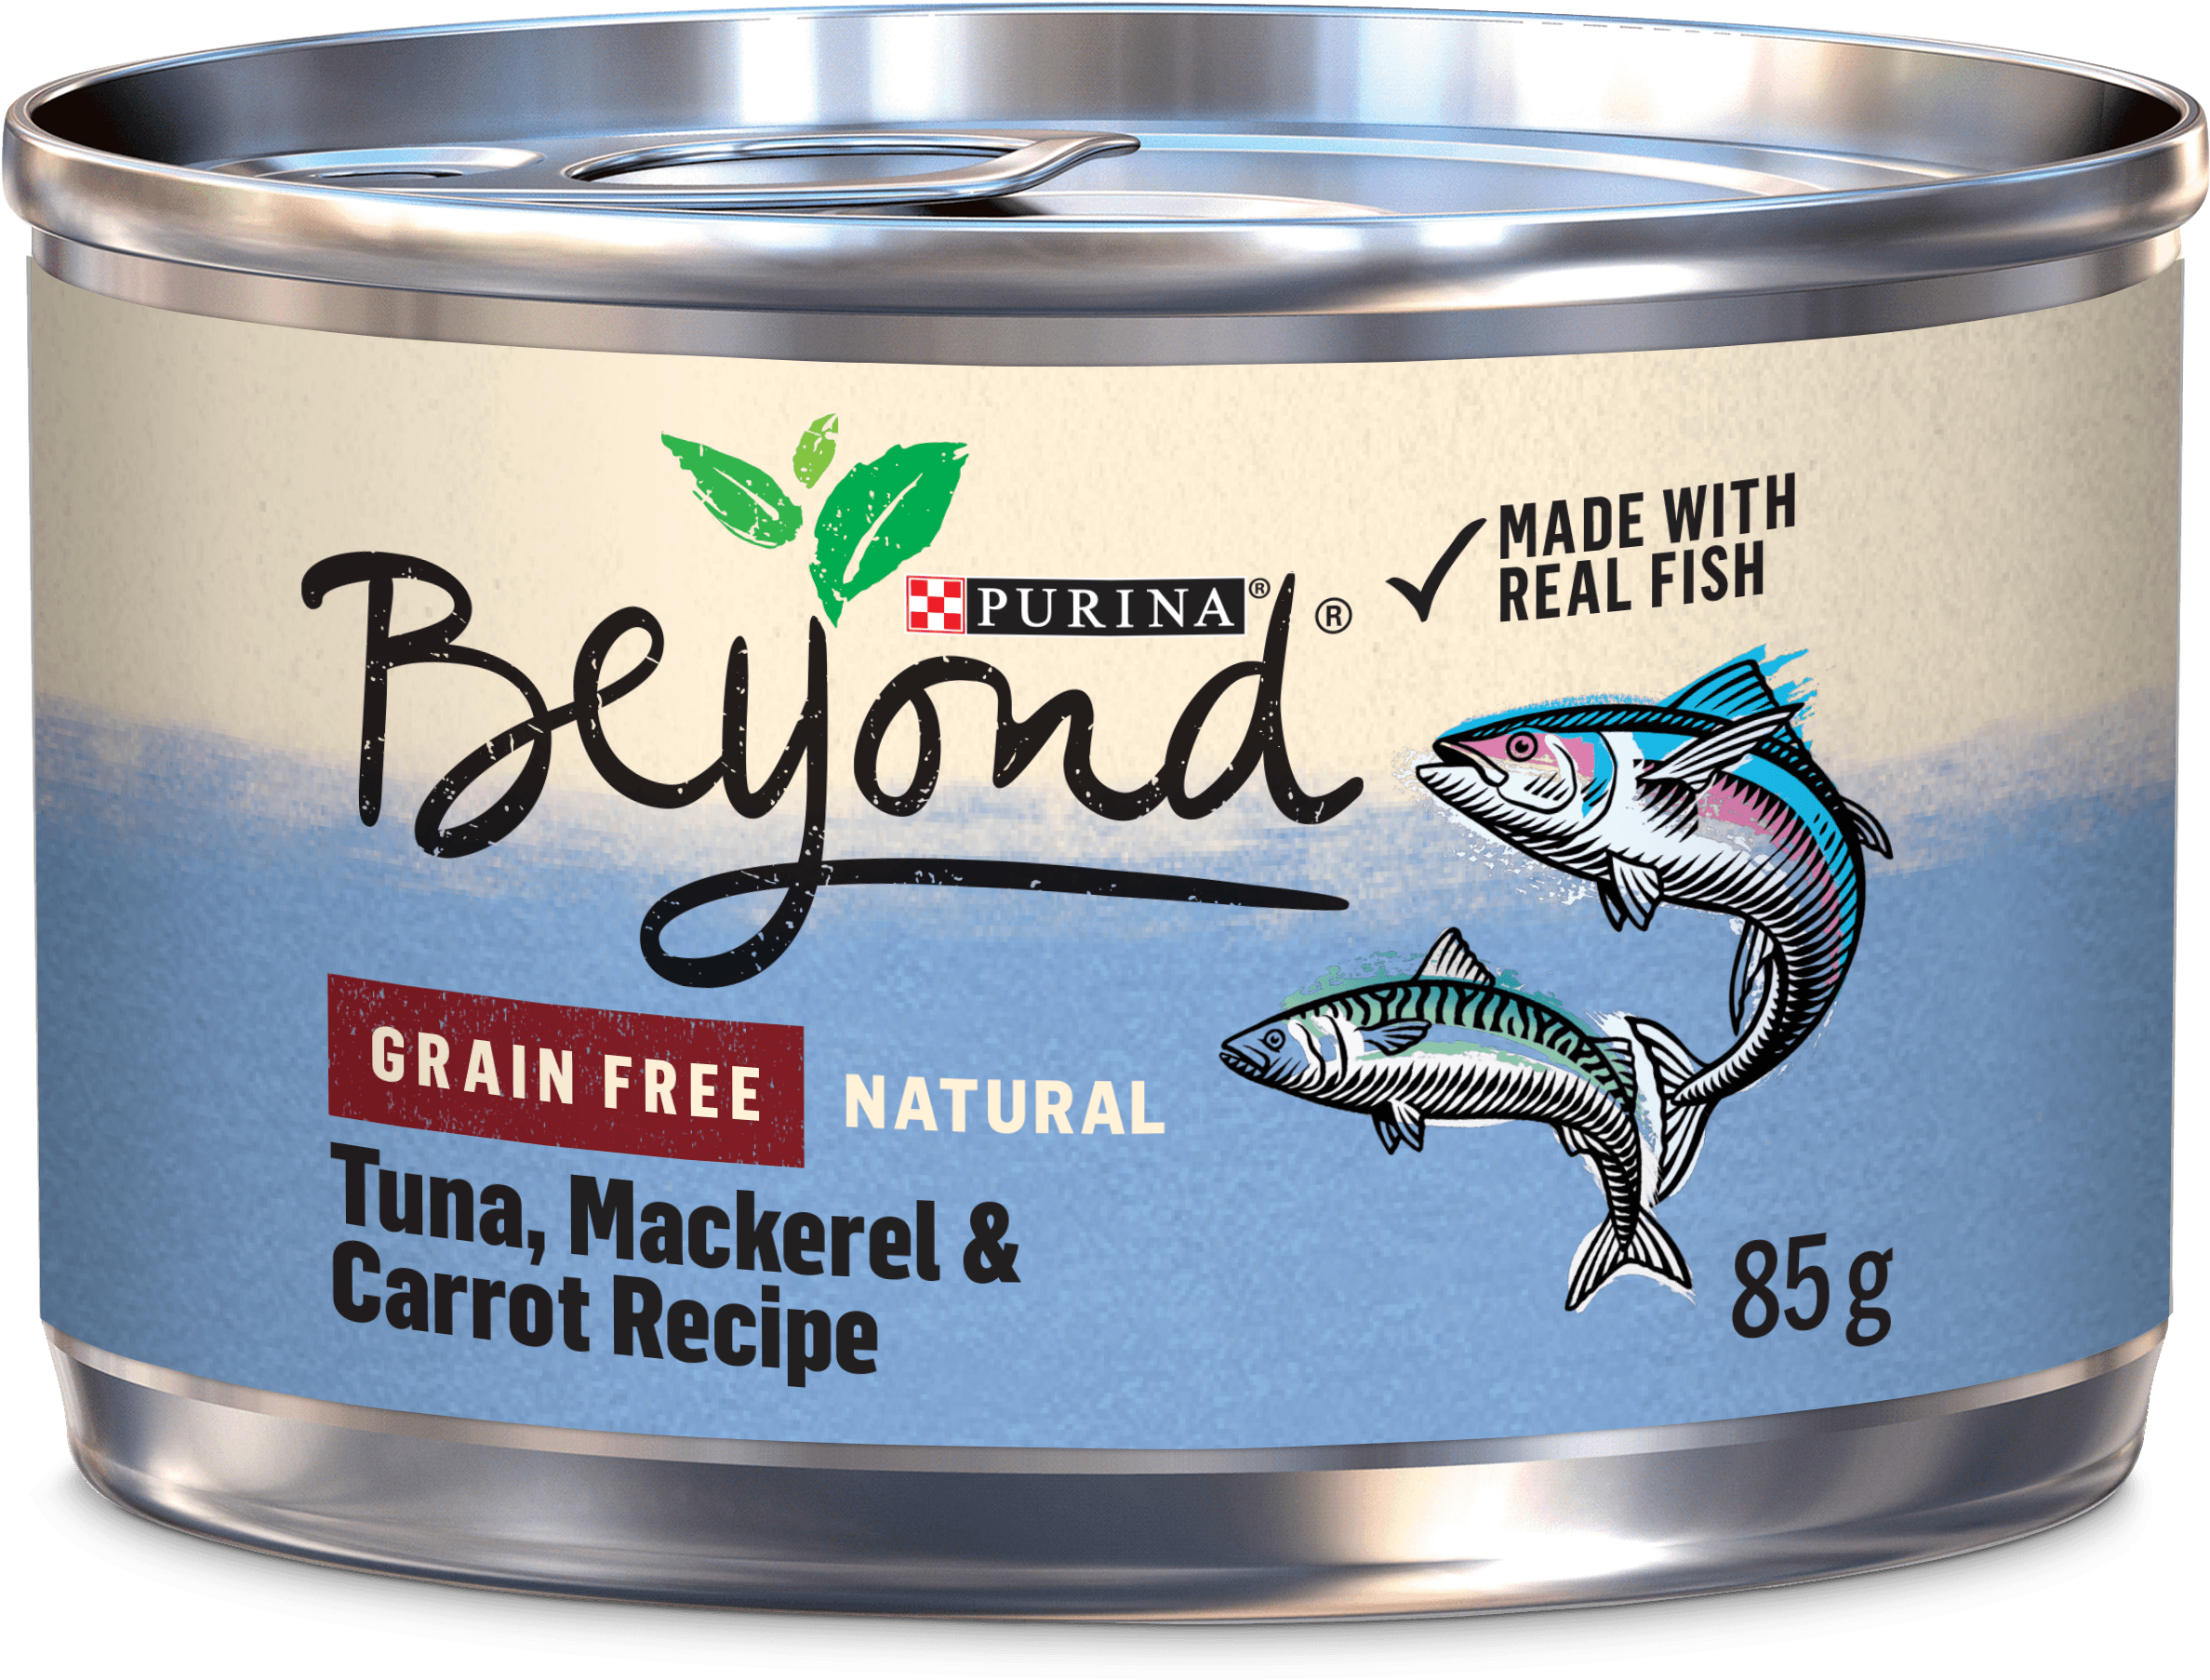 Beyond®
PURINA®
MADE WITH
REAL FISH
GRAIN FREE
NATURAL
Tuna, Mackerel &
Carrot Recipe
85g